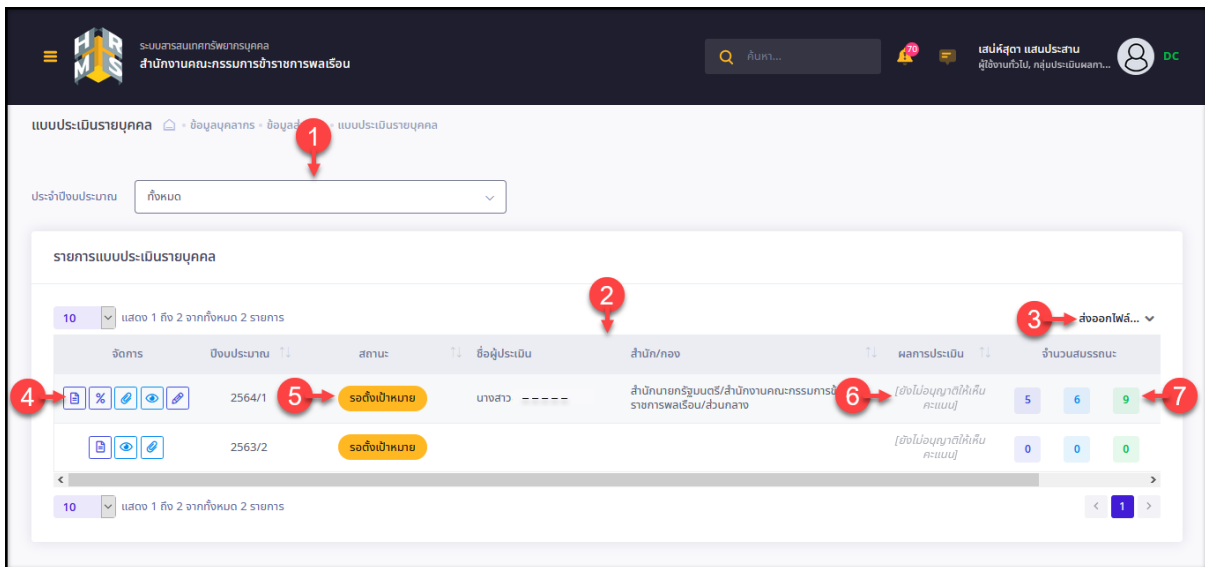 HR
MS
ระบบสารสนเทศทรัพยากรบุคคล
สำนักงานคณะกรรมการข้าราชการพลเรือน
ค้นหา...
70
เสน่ห์สุดา แสนประสาน
ผู้ใช้งานทั่วไป, กลุ่มประเมินผลกา...
DC
แบบประเมินรายบุคคล
ข้อมูลบุคลากร
แบบประเมินรายบุคคล
1
ประจำปีงบประมาณ
ทั้งหมด
รายการแบบประเมินรายบุคคล
2
10 แสดง 1 ถึง 2 จากทั้งหมด 2 รายการ
3 ส่งออกไฟล์...
จัดการ ปีงบประมาณ สถานะ ชื่อผู้ประเมิน สำนัก/กอง ผลการประเมิน จำนวนสมรรถนะ
4 % 2564/1 5 รอตั้งเป้าหมาย นางสาว -----
สำนักนายกรัฐมนตรี/สำนักงานคณะกรรมการข้า
ราชการพลเรือน/ส่วนกลาง
6 [ยังไม่อนุญาติให้เห็น
คะแนน]
5 6 9 7
2563/2 รอตั้งเป้าหมาย
[ยังไม่อนุญาติให้เห็น
คะแนน]
0 0 0
10 แสดง 1 ถึง 2 จากทั้งหมด 2 รายการ
< 1 >